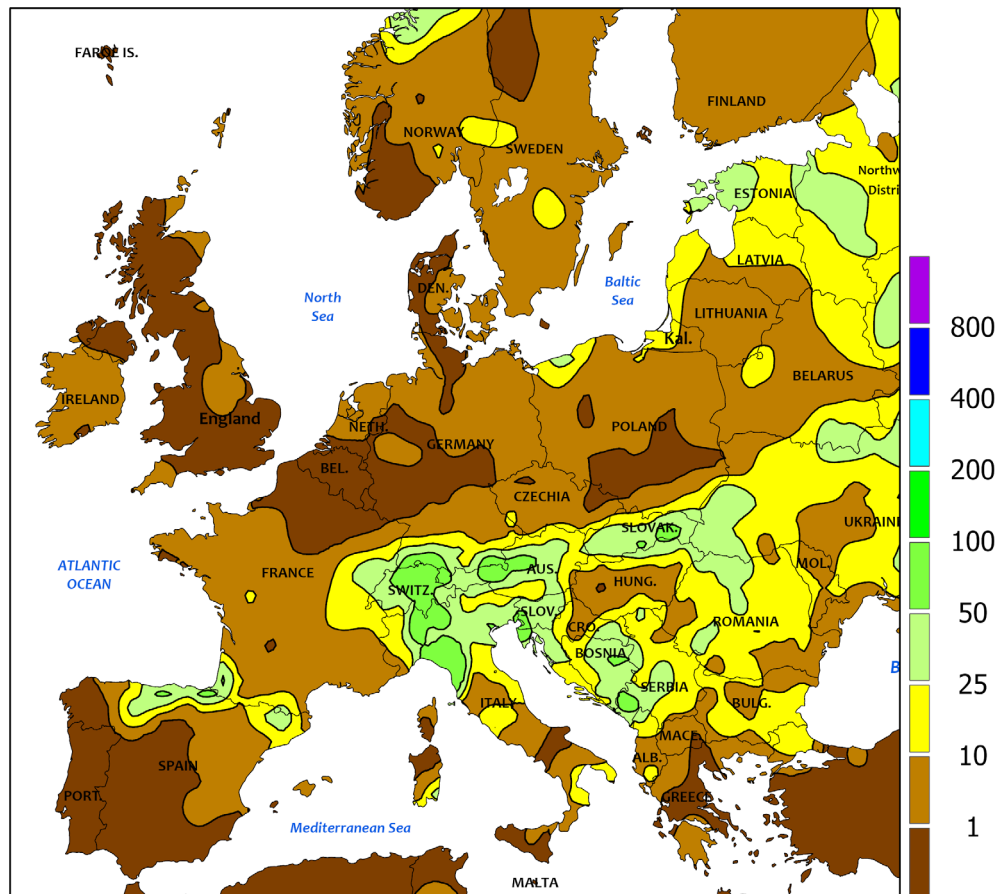 FAROE IS.
FINLAND
NORWAY
SWEDEN
Northw
Distri
ESTONIA
LATVIA
Baltic
Sea
North
Sea
DEN.
LITHUANIA
Kal.
800
BELARUS
400
IRELAND
England
NETH.
GERMANY
POLAND
BEL.
200
CZECHIA
SLOVAK.
UKRAINI
100
ATLANTIC
OCEAN
FRANCE
AUS.
MOL.
SWITZ.
HUNG.
50
SLOV.
CRO.
ROMANIA
BOSNIA
B
SERBIA
25
ITALY
BULG.
MACE.
10
SPAIN
ALB.
PORT.
GREECE
Mediterranean Sea
1
MALTA